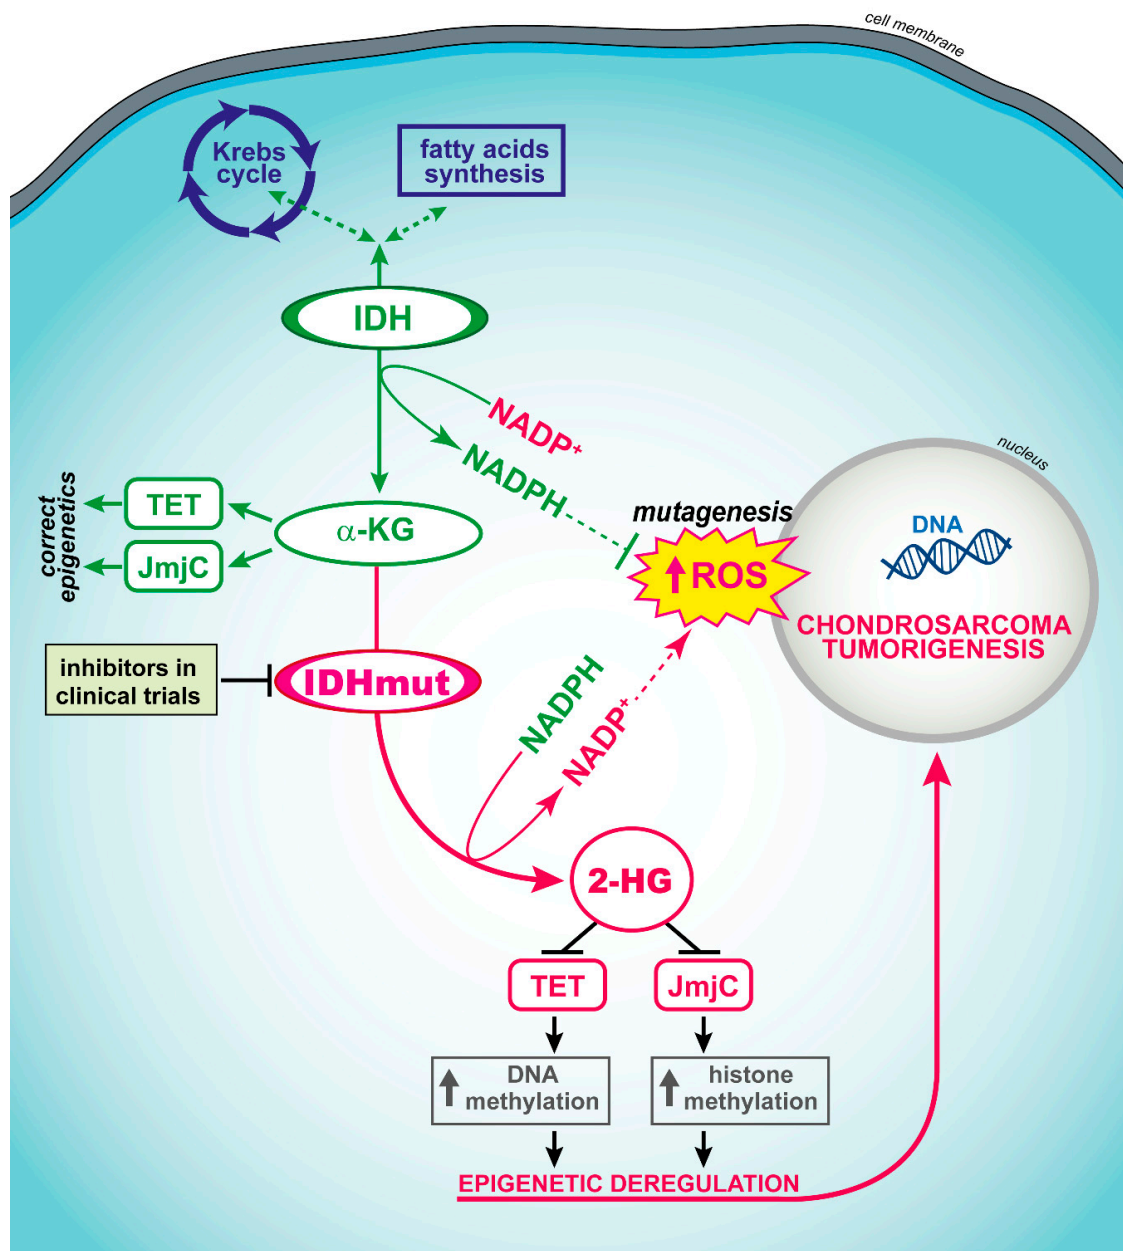 cell membrane
Krebs
cycle
fatty acids
synthesis
IDH
NADP+
NADPH
nucleus
correct
epigenetics
TET
JmjC
α-KG
mutagenesis
ROS
DNA
CHONDROSARCOMA
TUMORIGENESIS
inhibitors in
clinical trials
IDHmut
NADPH
NADP+
2-HG
TET
JmjC
DNA
methylation
histone
methylation
EPIGENETIC DEREGULATION